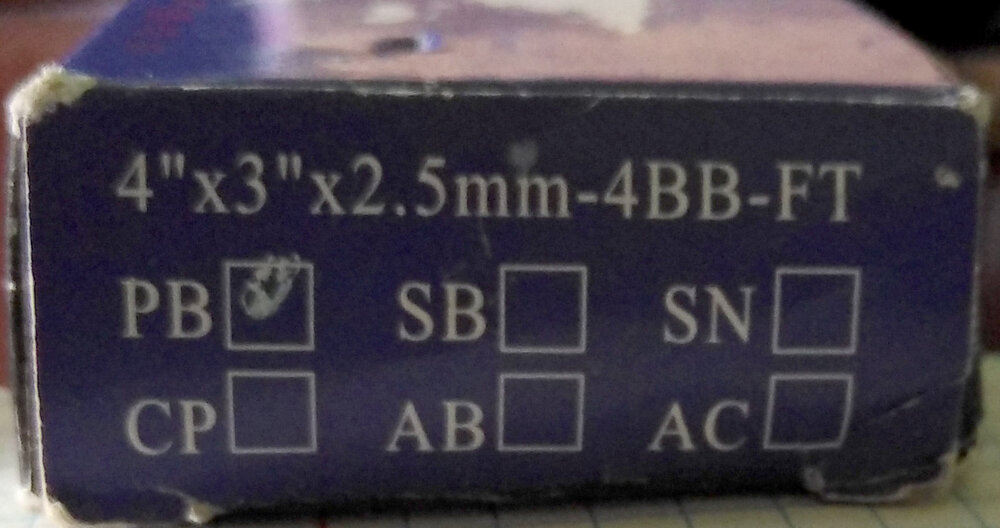 4"x3"x2.5mm-4BB-FT
PB SB SN
CP AB AC